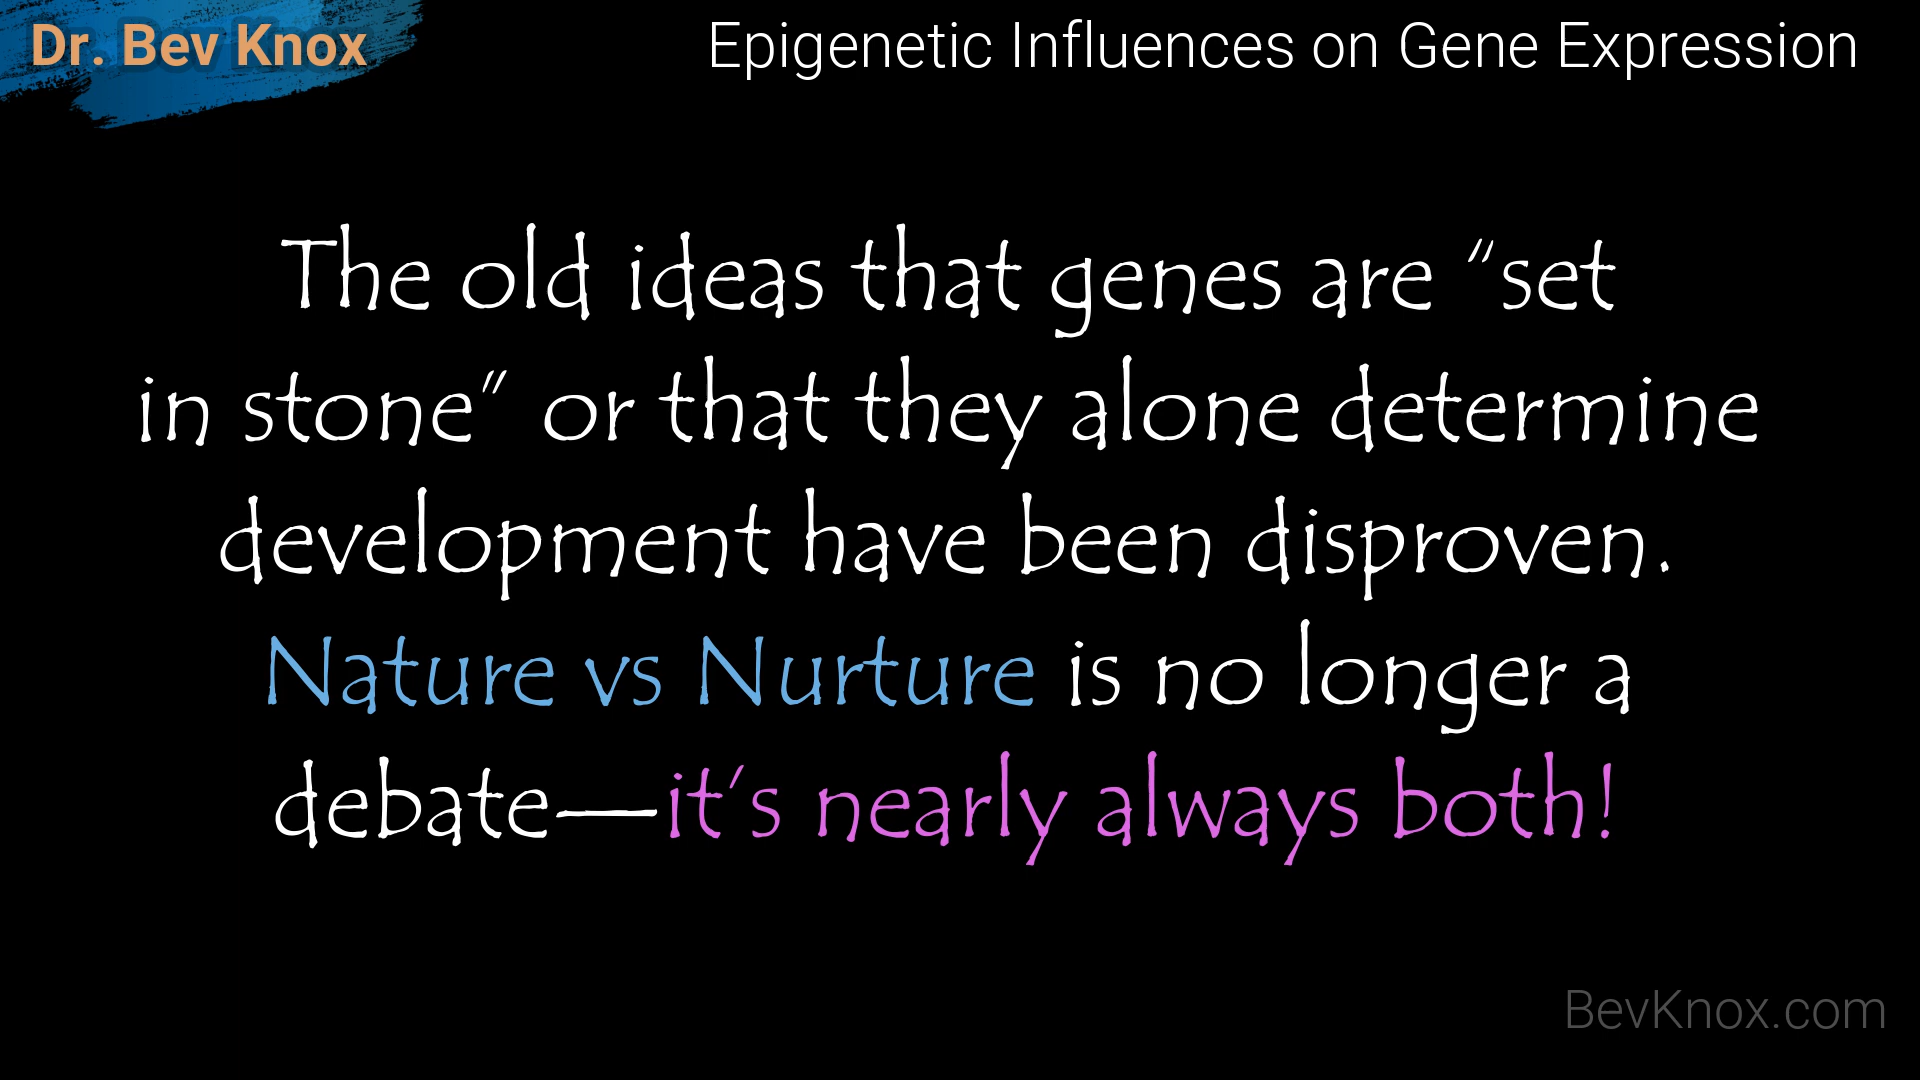 Dr. Bev Knox
Epigenetic Influences on Gene Expression
The old ideas that genes are “set
in stone” or that they alone determine
development have been disproven.
Nature vs Nurture is no longer a
debate—it’s nearly always both!
BevKnox.com